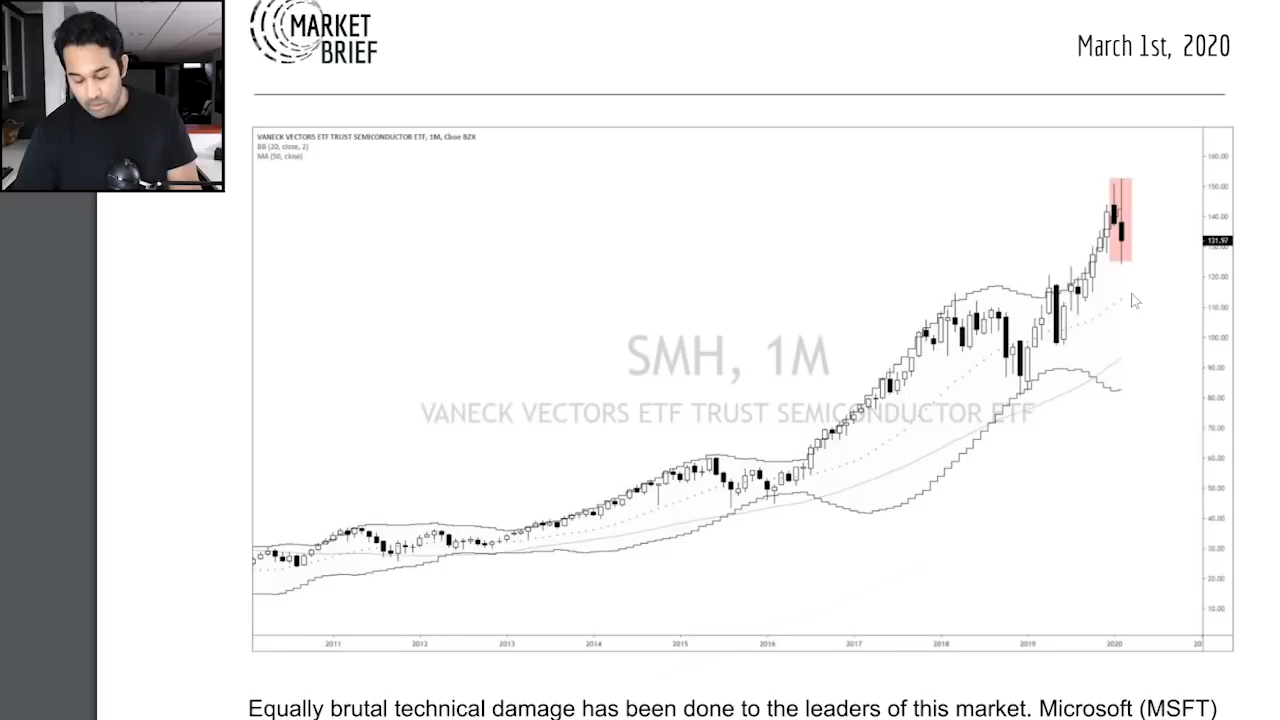 MARKET
BRIEF
March 1st, 2020
VANECK VECTORS ETF TRUST SEMICONDUCTOR ETF, 1M, Cboe BZX
BB (20, close, 2)
MA (50, close)
160.00
150.00
140.00
131.97
130.00
120.00
110.00
100.00
90.00
80.00
70.00
60.00
50.00
40.00
30.00
20.00
10.00
SMH, 1M
VANECK VECTORS ETF TRUST SEMICONDUCTOR ETF
2011 2012 2013 2014 2015 2016 2017 2018 2019 2020 20
Equally brutal technical damage has been done to the leaders of this market. Microsoft (MSFT)